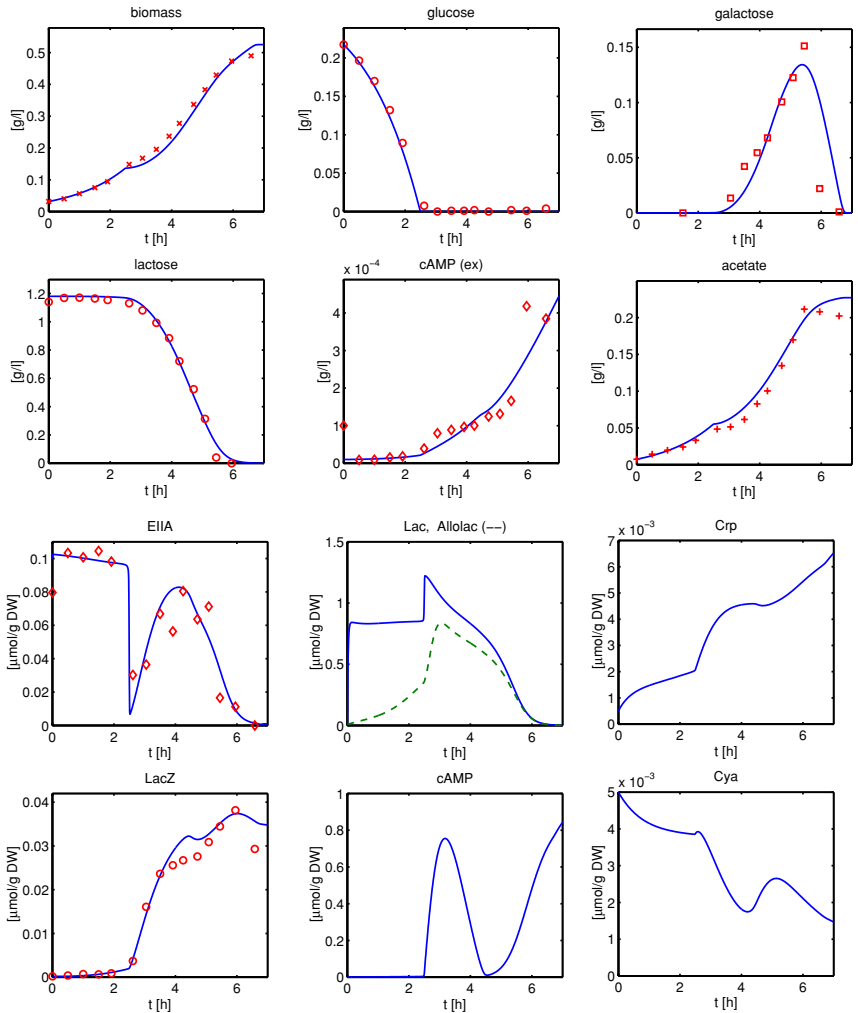 biomass
0.5
0.4
0.3
0.2
0.1
0
[g/l]
0 2 4 6
t [h]
glucose
0.2
0.15
0.1
0.05
0
[g/l]
0 2 4 6
t [h]
galactose
0.15
0.1
0.05
0
[g/l]
0 2 4 6
t [h]
lactose
1.2
1.0
0.8
0.6
0.4
0.2
0
[g/l]
0 2 4 6
t [h]
cAMP (ex)
x 10⁻⁴
4
3
2
1
0
[g/l]
0 2 4 6
t [h]
acetate
0.2
0.15
0.1
0.05
0
[g/l]
0 2 4 6
t [h]
EIIA
0.1
0.08
0.06
0.04
0.02
0
[µmol/g DW]
0 2 4 6
t [h]
Lac, Allolac (−−)
1.5
1
0.5
0
[µmol/g DW]
0 2 4 6
t [h]
Crp
x 10⁻³
7
6
5
4
3
2
1
0
[µmol/g DW]
0 2 4 6
t [h]
LacZ
0.04
0.03
0.02
0.01
0
[µmol/g DW]
0 2 4 6
t [h]
cAMP
1
0.8
0.6
0.4
0.2
0
[µmol/g DW]
0 2 4 6
t [h]
Cya
x 10⁻³
5
4
3
2
1
0
[µmol/g DW]
0 2 4 6
t [h]